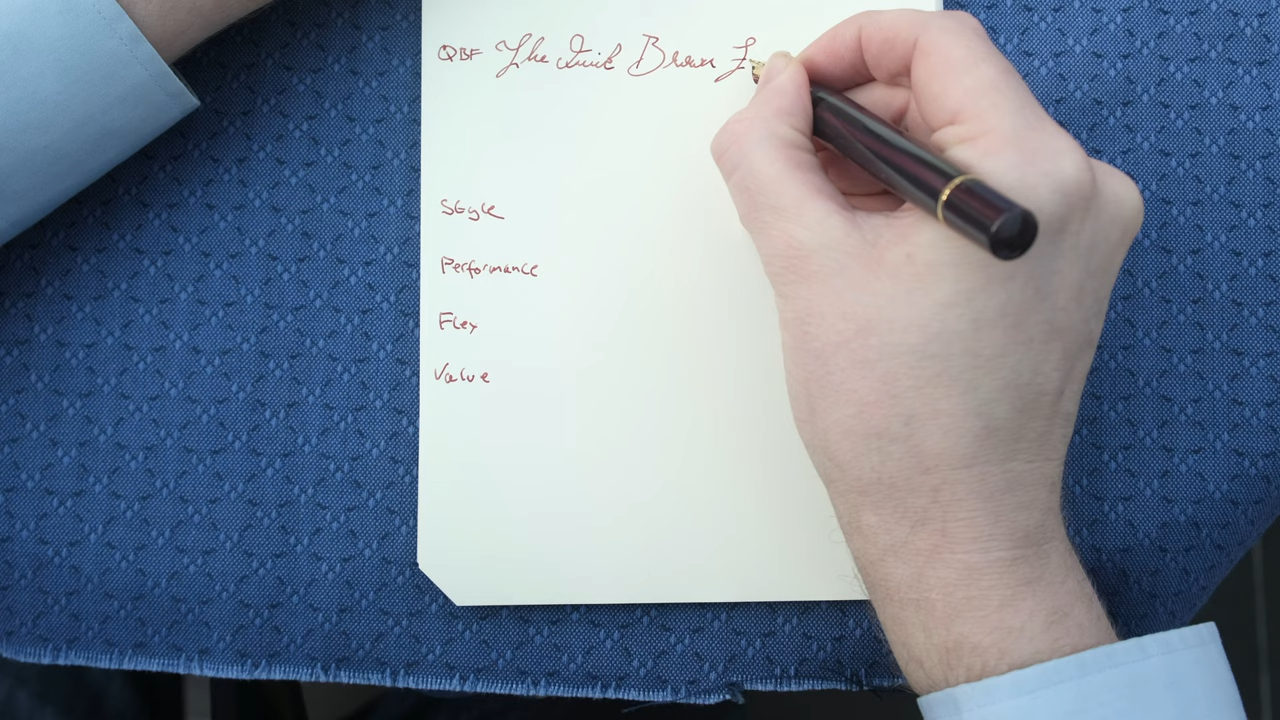 QBF The Quick Brown F
Style
Performance
Flex
Value